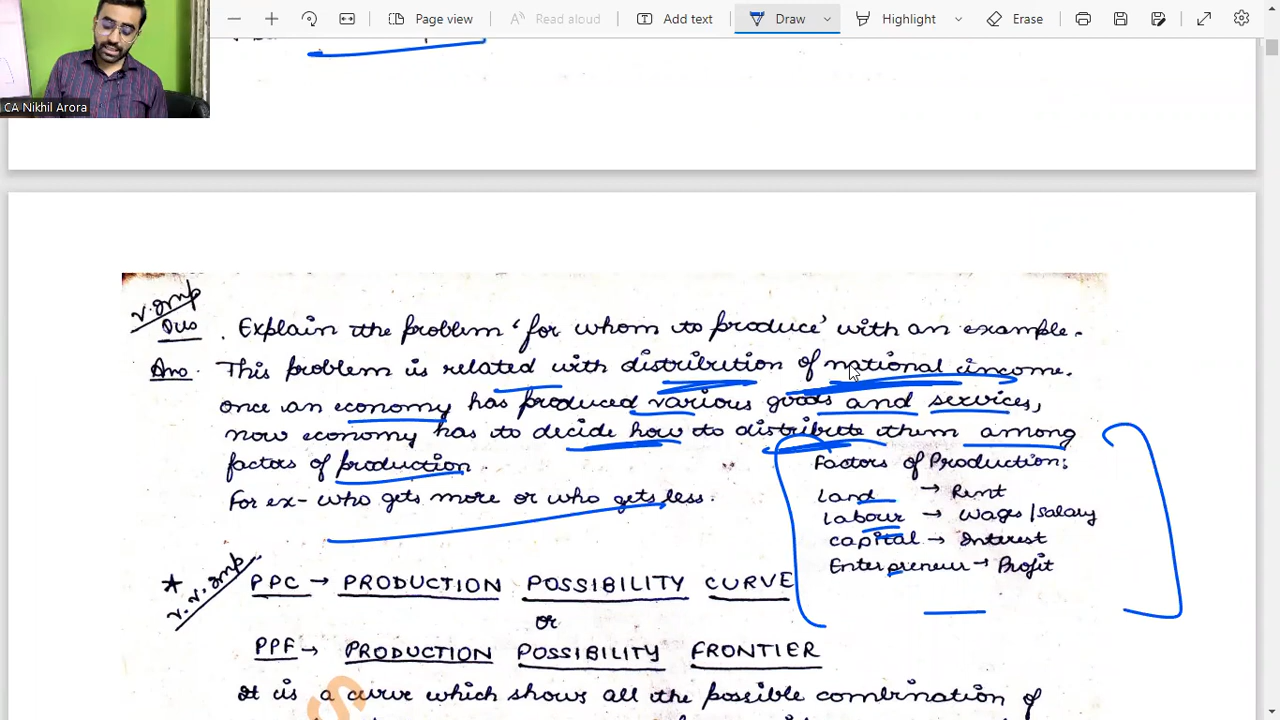 Page view
Read aloud
Add text
Draw
Highlight
Erase
CA Nikhil Arora
V. Imp
Ques. Explain the problem 'for whom to produce' with an example.
Ans. This problem is related with distribution of national income.
once an economy has produced various goods and services,
now economy has to decide how to distribute them among
factors of production.
For ex- who gets more or who gets less.
Factors of Production:
Land → Rent
Labour → Wages/salary
capital → Interest
Enterpreneur → Profit
* V.V. Imp.
PPC → PRODUCTION POSSIBILITY CURVE
or
PPF → PRODUCTION POSSIBILITY FRONTIER
It is a curve which shows all the possible combination of